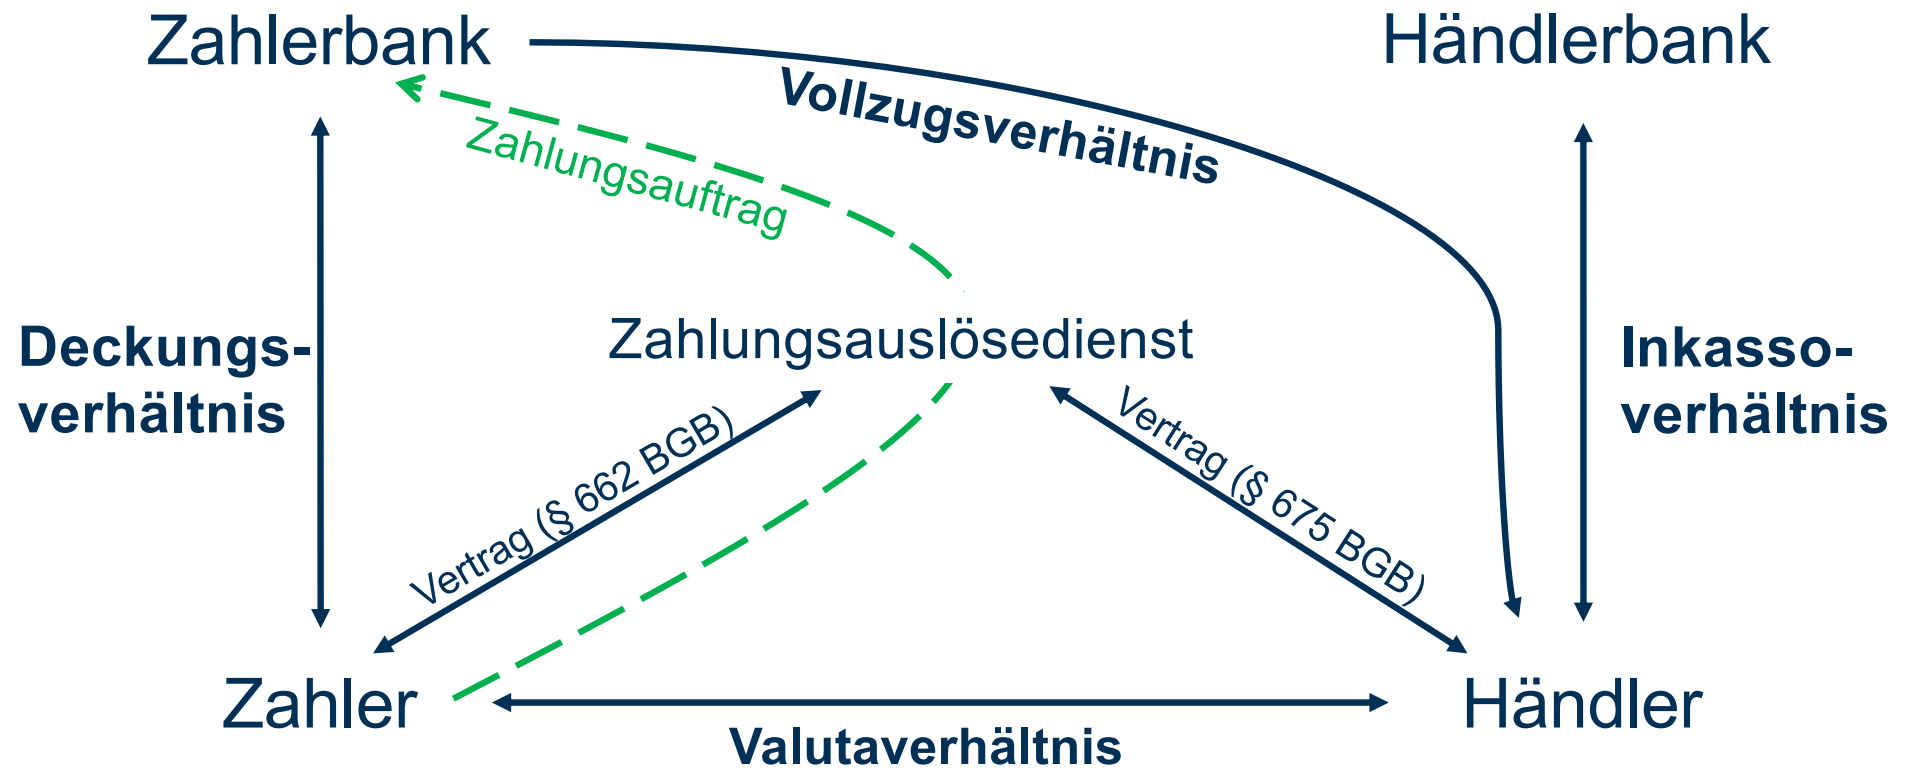 Zahlerbank
Händlerbank
Vollzugsverhältnis
Zahlungsauftrag
Deckungs-
verhältnis
Zahlungsauslösedienst
Inkasso-
verhältnis
Vertrag (§ 662 BGB)
Vertrag (§ 675 BGB)
Zahler
Händler
Valutaverhältnis